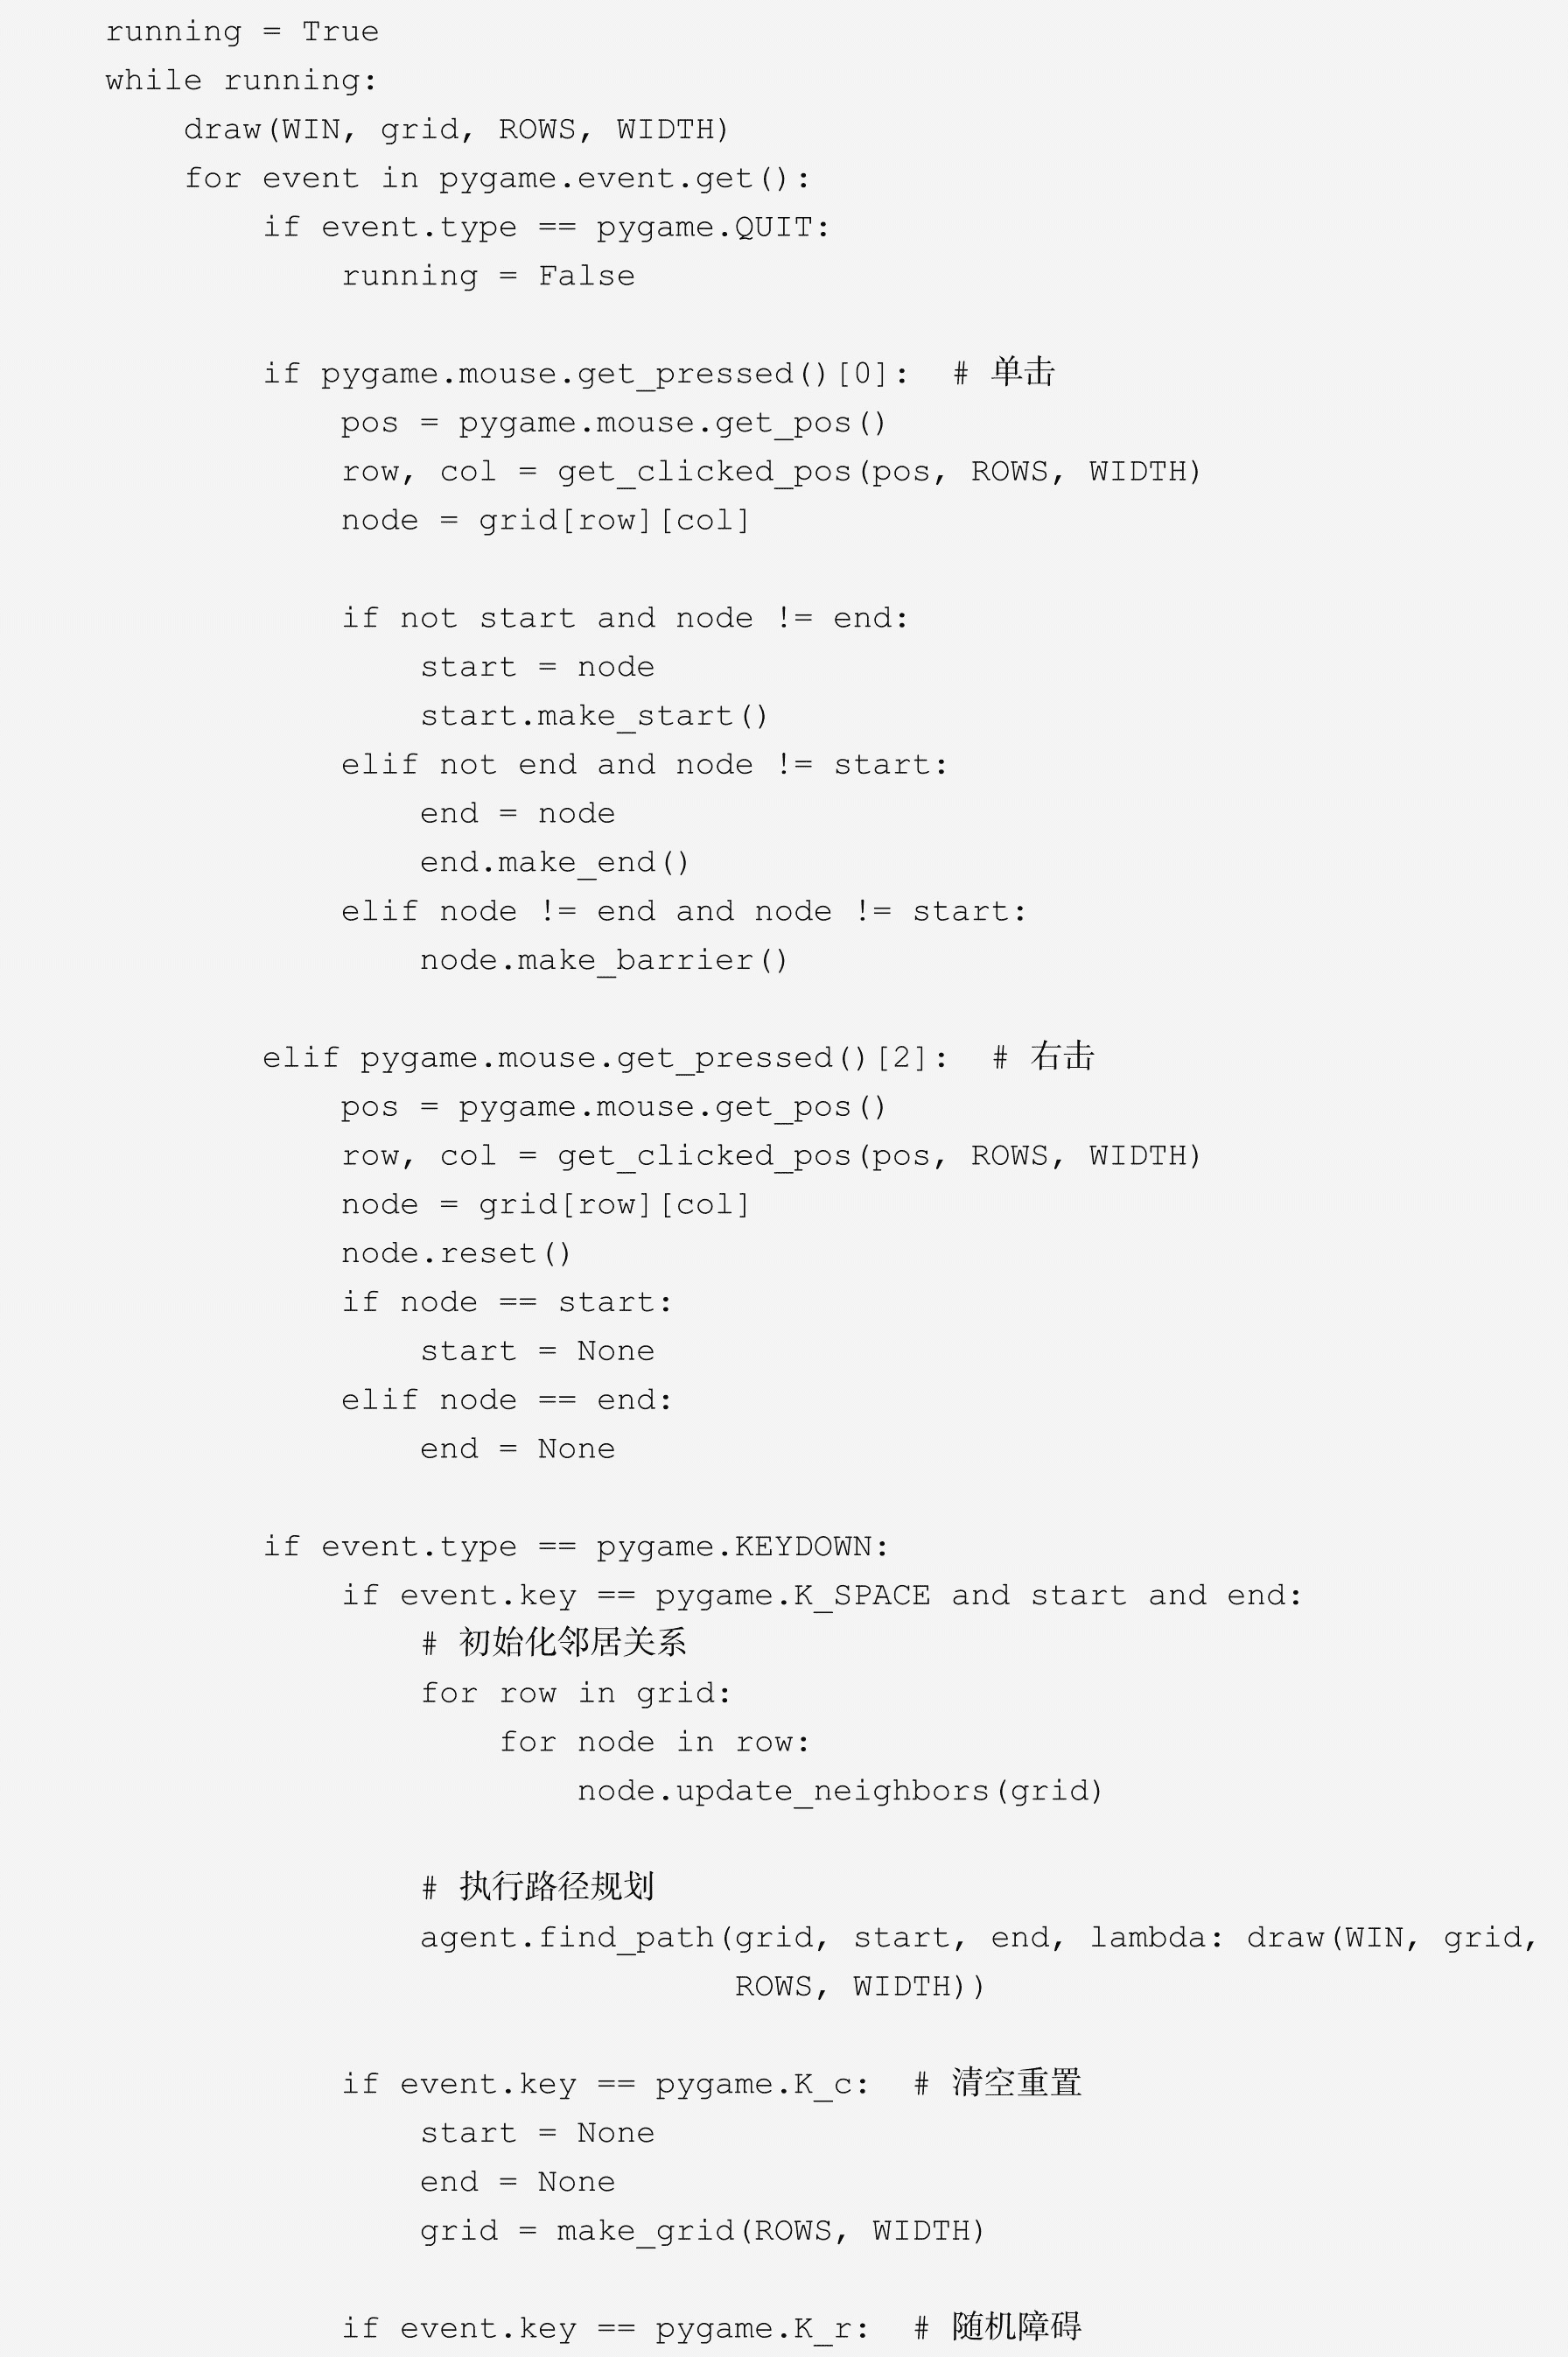 running = True
while running:
    draw(WIN, grid, ROWS, WIDTH)
    for event in pygame.event.get():
        if event.type == pygame.QUIT:
            running = False

        if pygame.mouse.get_pressed()[0]:  # 单击
            pos = pygame.mouse.get_pos()
            row, col = get_clicked_pos(pos, ROWS, WIDTH)
            node = grid[row][col]

            if not start and node != end:
                start = node
                start.make_start()
            elif not end and node != start:
                end = node
                end.make_end()
            elif node != end and node != start:
                node.make_barrier()

        elif pygame.mouse.get_pressed()[2]:  # 右击
            pos = pygame.mouse.get_pos()
            row, col = get_clicked_pos(pos, ROWS, WIDTH)
            node = grid[row][col]
            node.reset()
            if node == start:
                start = None
            elif node == end:
                end = None

        if event.type == pygame.KEYDOWN:
            if event.key == pygame.K_SPACE and start and end:
                # 初始化邻居关系
                for row in grid:
                    for node in row:
                        node.update_neighbors(grid)

                # 执行路径规划
                agent.find_path(grid, start, end, lambda: draw(WIN, grid,
                                ROWS, WIDTH))

            if event.key == pygame.K_c:  # 清空重置
                start = None
                end = None
                grid = make_grid(ROWS, WIDTH)

            if event.key == pygame.K_r:  # 随机障碍